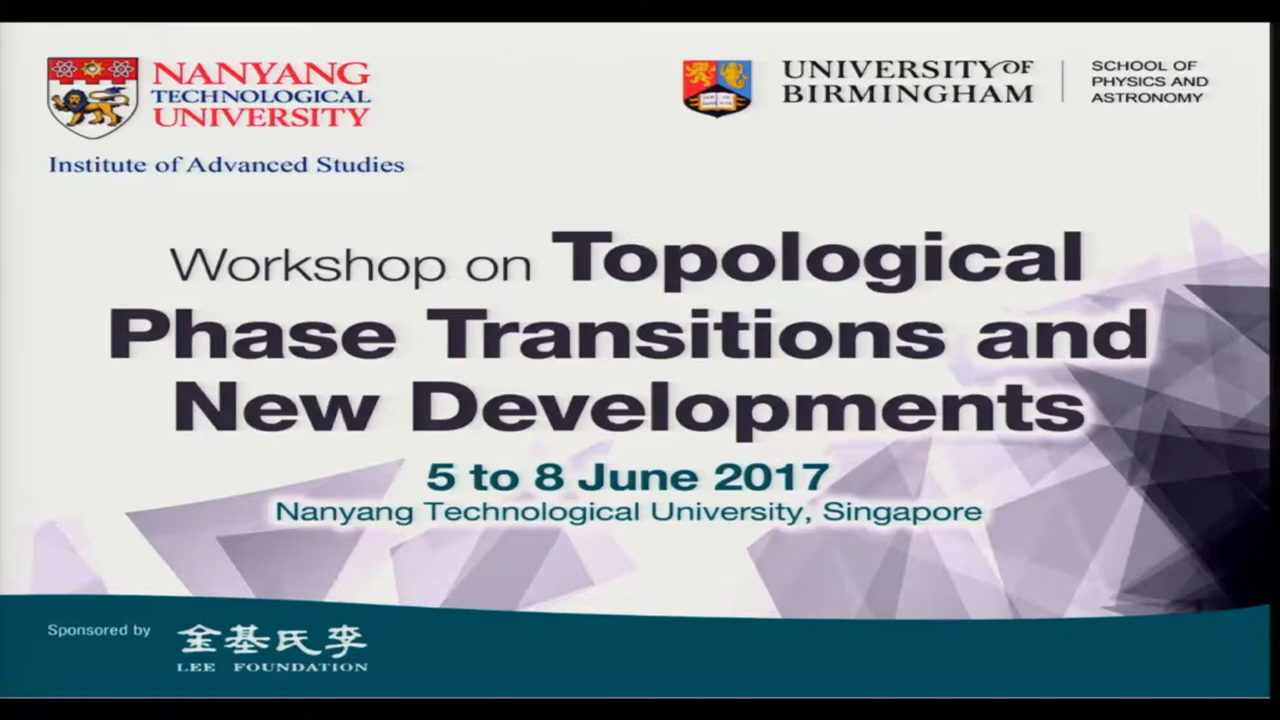 NANYANG
TECHNOLOGICAL
UNIVERSITY
Institute of Advanced Studies
UNIVERSITY OF
BIRMINGHAM
SCHOOL OF
PHYSICS AND
ASTRONOMY
Workshop on Topological
Phase Transitions and
New Developments
5 to 8 June 2017
Nanyang Technological University, Singapore
Sponsored by
金基氏李
LEE FOUNDATION